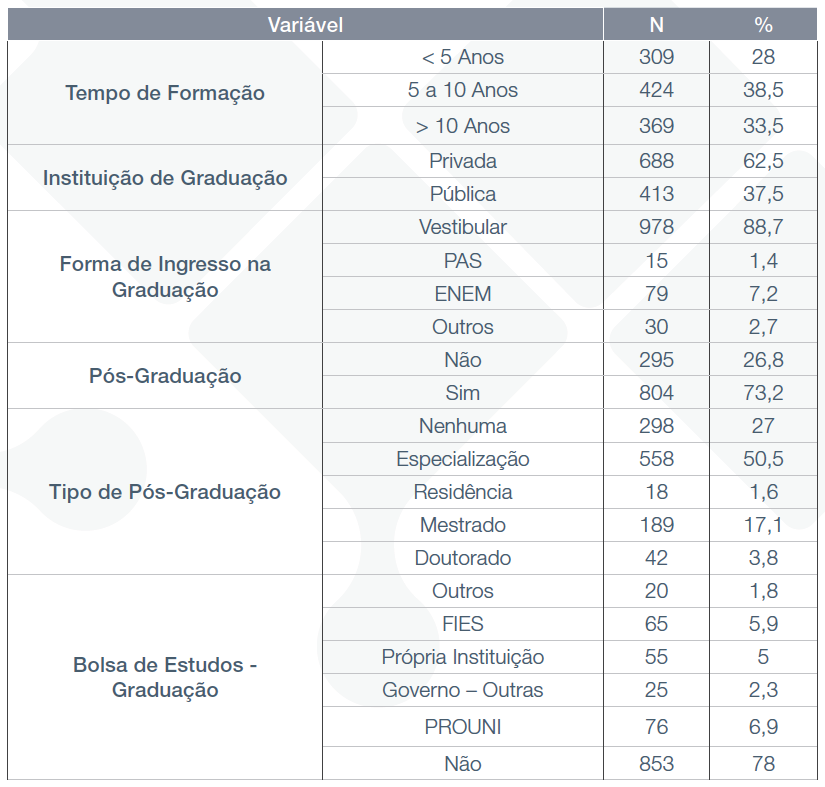 Variável N %
Tempo de Formação
< 5 Anos 309 28
5 a 10 Anos 424 38,5
> 10 Anos 369 33,5
Instituição de Graduação
Privada 688 62,5
Pública 413 37,5
Forma de Ingresso na
Graduação
Vestibular 978 88,7
PAS 15 1,4
ENEM 79 7,2
Outros 30 2,7
Pós-Graduação
Não 295 26,8
Sim 804 73,2
Tipo de Pós-Graduação
Nenhuma 298 27
Especialização 558 50,5
Residência 18 1,6
Mestrado 189 17,1
Doutorado 42 3,8
Bolsa de Estudos -
Graduação
Outros 20 1,8
FIES 65 5,9
Própria Instituição 55 5
Governo – Outras 25 2,3
PROUNI 76 6,9
Não 853 78